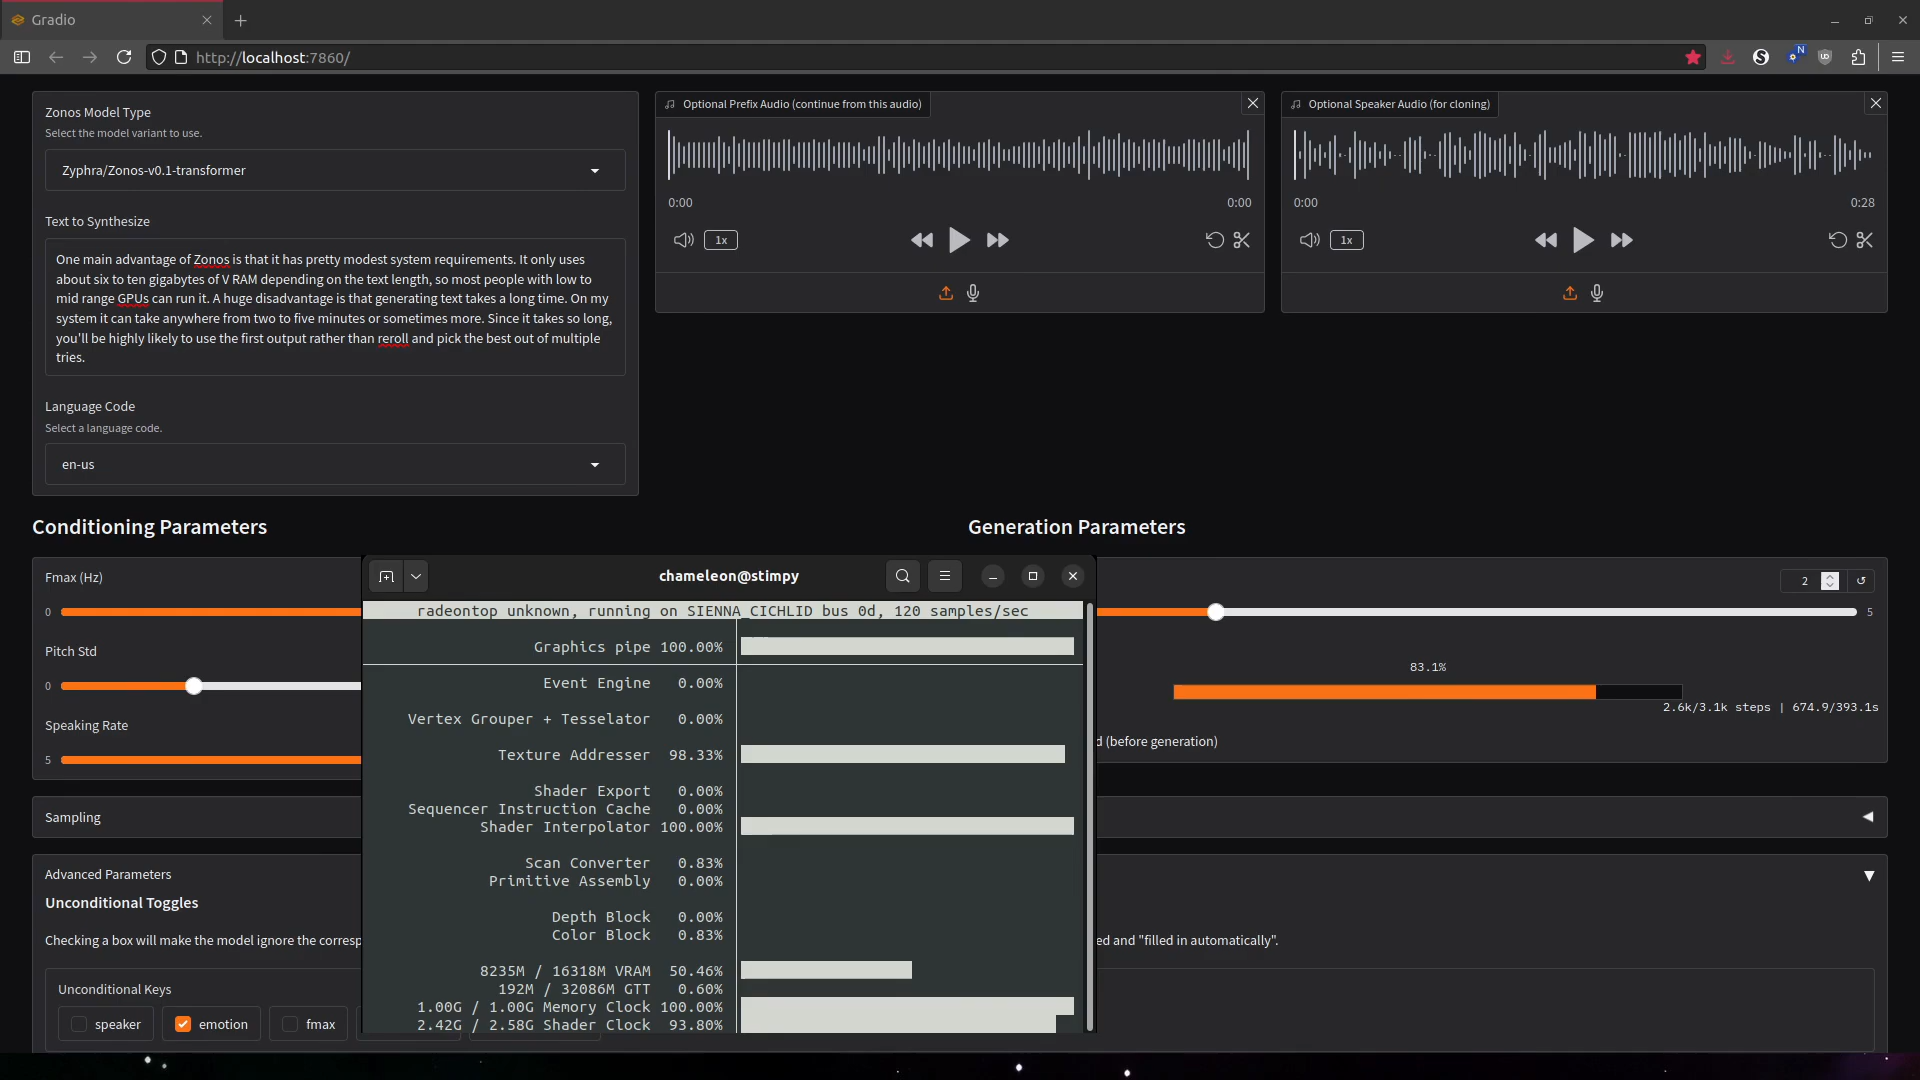 Gradio
http://localhost:7860/
N
Zonos Model Type
Select the model variant to use.
Zyphra/Zonos-v0.1-transformer
Text to Synthesize
One main advantage of Zonos is that it has pretty modest system requirements. It only uses
about six to ten gigabytes of V RAM depending on the text length, so most people with low to
mid range GPUs can run it. A huge disadvantage is that generating text takes a long time. On my
system it can take anywhere from two to five minutes or sometimes more. Since it takes so long,
you'll be highly likely to use the first output rather than reroll and pick the best out of multiple
tries.
Language Code
Select a language code.
en-us
Optional Prefix Audio (continue from this audio)
0:00 0:00
1x
Optional Speaker Audio (for cloning)
0:00 0:28
1x
Conditioning Parameters
Fmax (Hz)
0
Pitch Std
0
Speaking Rate
5
Generation Parameters
2
5
83.1%
2.6k/3.1k steps | 674.9/393.1s
d (before generation)
Sampling
Advanced Parameters
Unconditional Toggles
Checking a box will make the model ignore the corresp
ed and "filled in automatically".
Unconditional Keys
speaker
emotion
fmax
chameleon@stimpy
radeontop unknown, running on SIENNA_CICHLID bus 0d, 120 samples/sec
Graphics pipe 100.00%
Event Engine 0.00%
Vertex Grouper + Tesselator 0.00%
Texture Addresser 98.33%
Shader Export 0.00%
Sequencer Instruction Cache 0.00%
Shader Interpolator 100.00%
Scan Converter 0.83%
Primitive Assembly 0.00%
Depth Block 0.00%
Color Block 0.83%
8235M / 16318M VRAM 50.46%
192M / 32086M GTT 0.60%
1.00G / 1.00G Memory Clock 100.00%
2.42G / 2.58G Shader Clock 93.80%